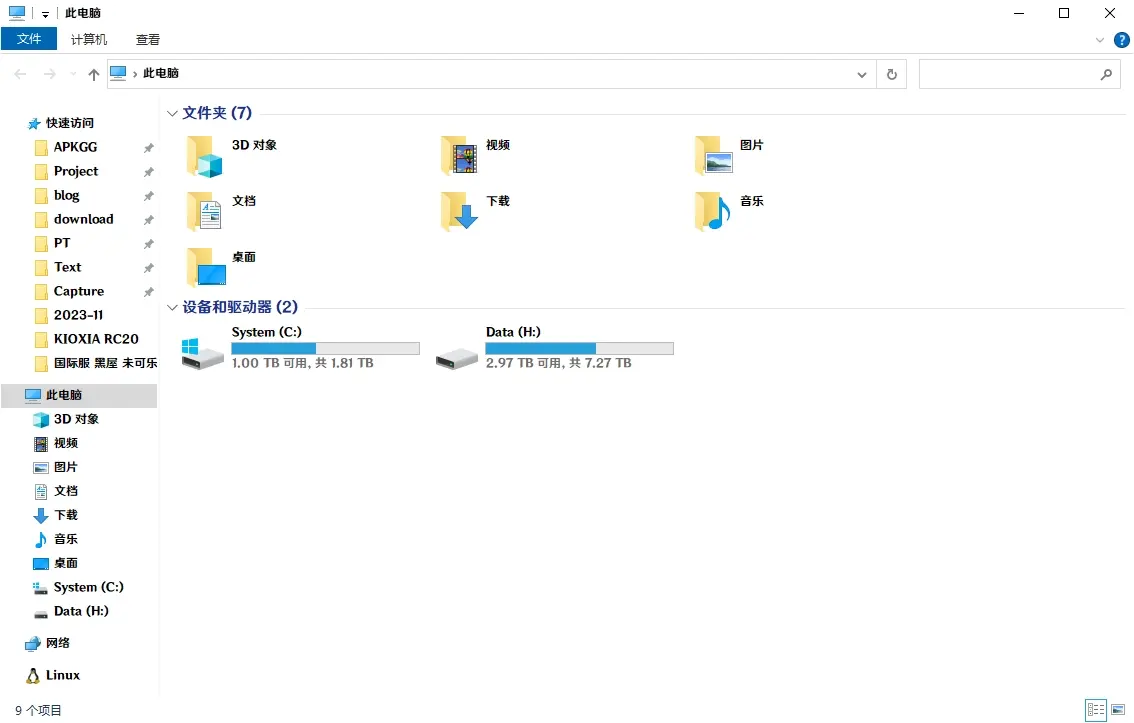 此电脑
文件 计算机 查看
此电脑
快速访问
APKGG
Project
blog
download
PT
Text
Capture
2023-11
KIOXIA RC20
国际服 黑屋 未可乐
此电脑
3D 对象
视频
图片
文档
下载
音乐
桌面
System (C:)
Data (H:)
网络
Linux
文件夹 (7)
3D 对象 视频 图片
文档 下载 音乐
桌面
设备和驱动器 (2)
System (C:) Data (H:)
1.00 TB 可用, 共 1.81 TB 2.97 TB 可用, 共 7.27 TB
9 个项目